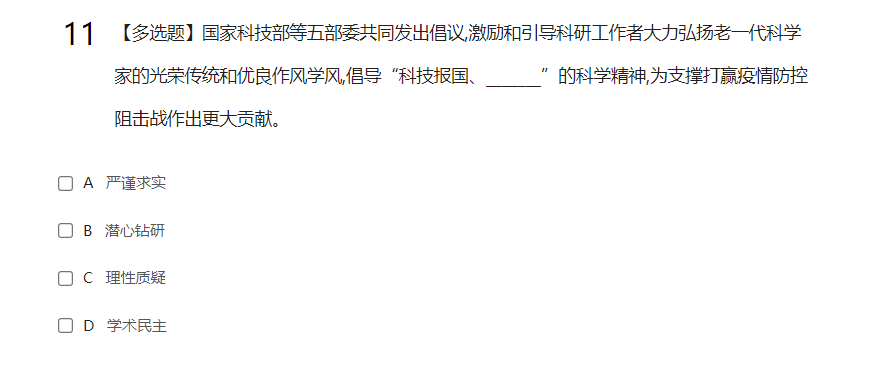 11 【多选题】国家科技部等五部委共同发出倡议,激励和引导科研工作者大力弘扬老一代科学
家的光荣传统和优良作风学风,倡导“科技报国、______”的科学精神,为支撑打赢疫情防控
阻击战作出更大贡献。
A 严谨求实
B 潜心钻研
C 理性质疑
D 学术民主